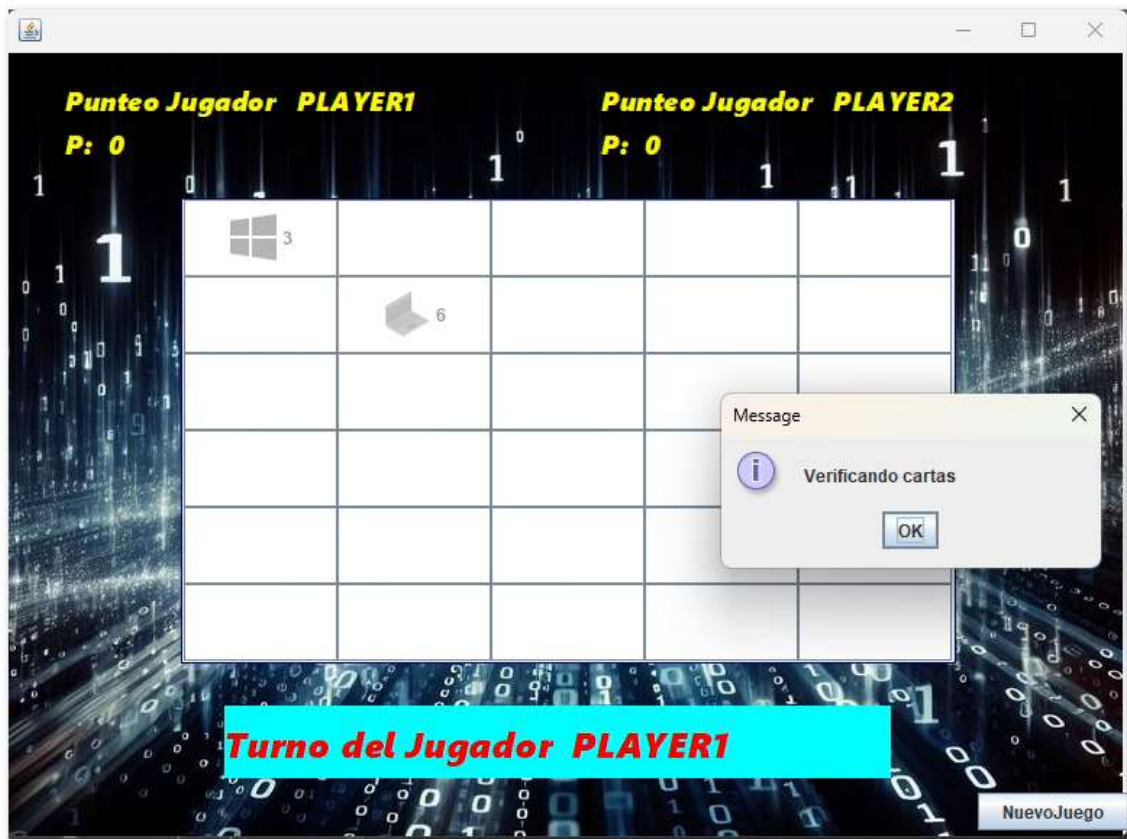 Punteo Jugador PLAYER1
Punteo Jugador PLAYER2
P: 0
P: 0
3
6
Message
Verificando cartas
OK
Turno del Jugador PLAYER1
NuevoJuego